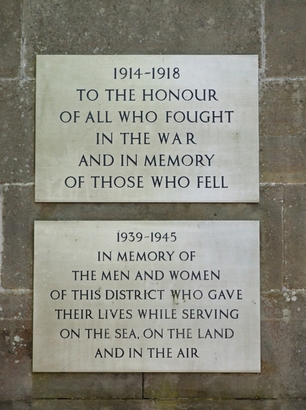 1914-1918
TO THE HONOUR
OF ALL WHO FOUGHT
IN THE WAR
AND IN MEMORY
OF THOSE WHO FELL
1939-1945
IN MEMORY OF
THE MEN AND WOMEN
OF THIS DISTRICT WHO GAVE
THEIR LIVES WHILE SERVING
ON THE SEA, ON THE LAND
AND IN THE AIR